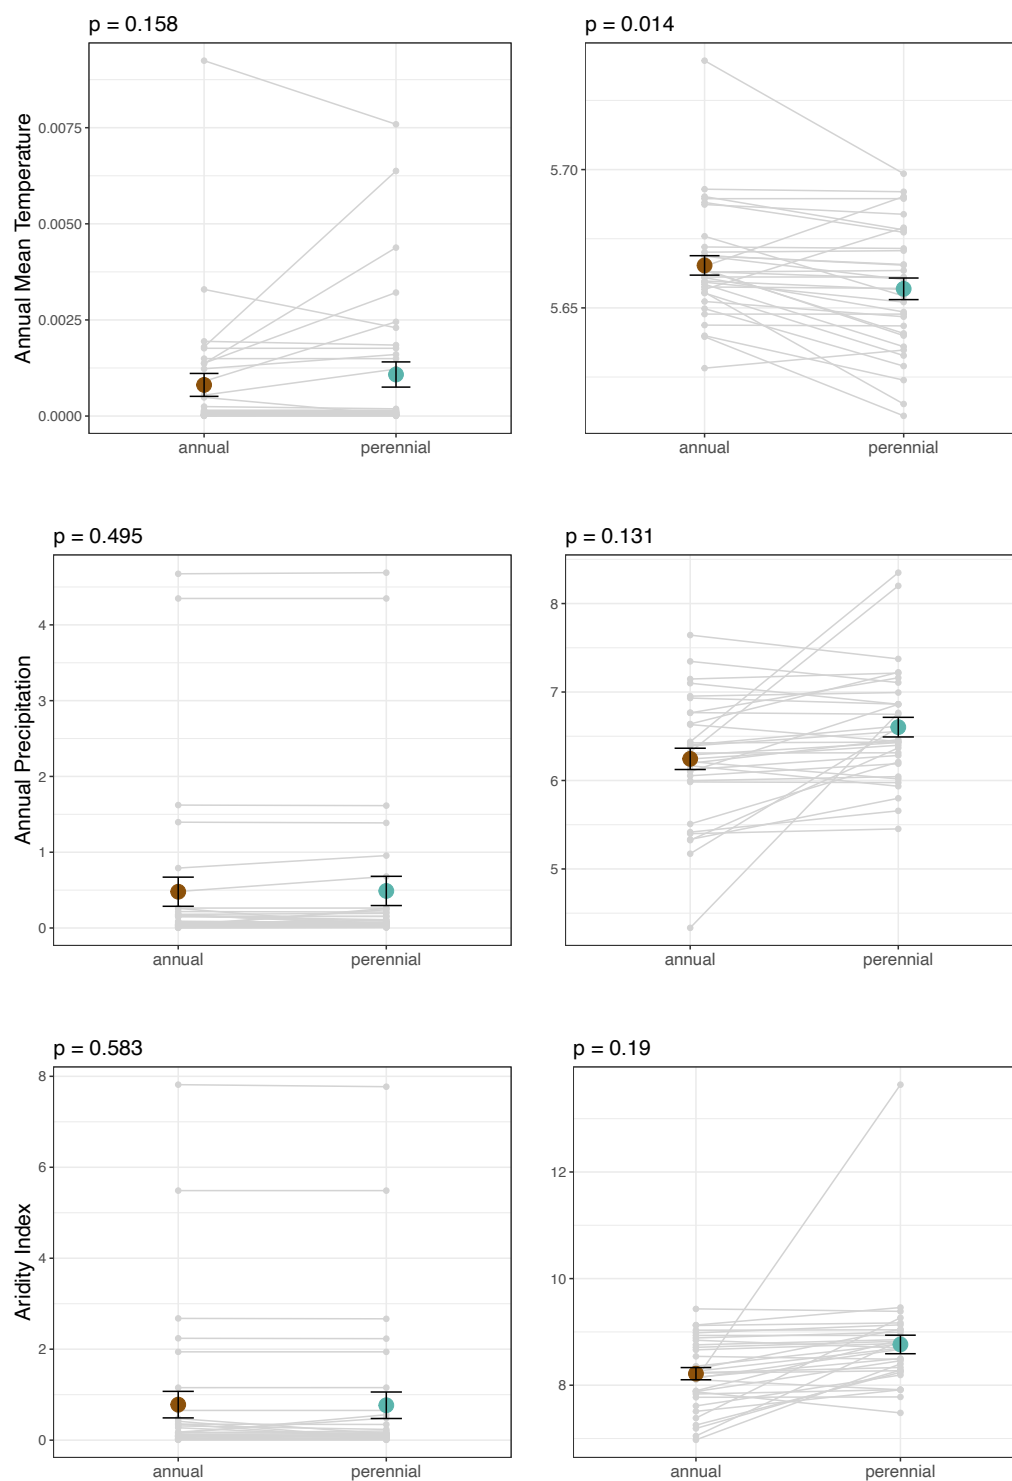 p = 0.158
p = 0.014
Annual Mean Temperature
0.0075
0.0050
0.0025
0.0000
annual
perennial
5.70
5.65
annual
perennial
p = 0.495
p = 0.131
Annual Precipitation
4
3
2
1
0
annual
perennial
8
7
6
5
annual
perennial
p = 0.583
p = 0.19
Aridity Index
8
6
4
2
0
annual
perennial
12
10
8
annual
perennial